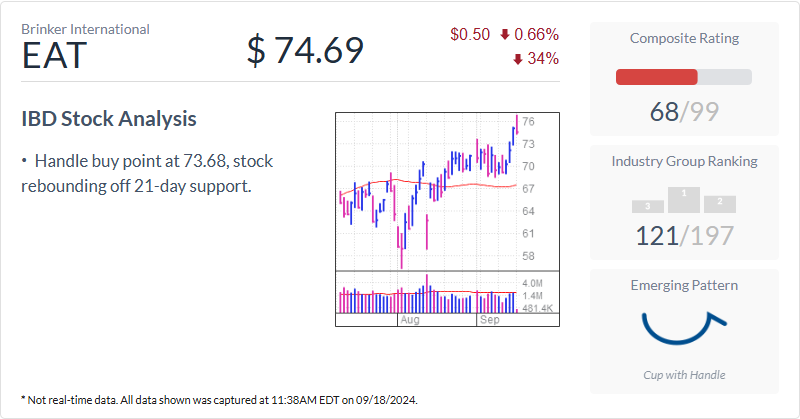 Brinker International
EAT
$ 74.69
$0.50 0.66%
34%
IBD Stock Analysis
• Handle buy point at 73.68, stock
rebounding off 21-day support.
76
73
70
67
64
61
58
4.0M
1.4M
481.4K
Aug
Sep
Composite Rating
68/99
Industry Group Ranking
3 1 2
121/197
Emerging Pattern
Cup with Handle
* Not real-time data. All data shown was captured at 11:38AM EDT on 09/18/2024.